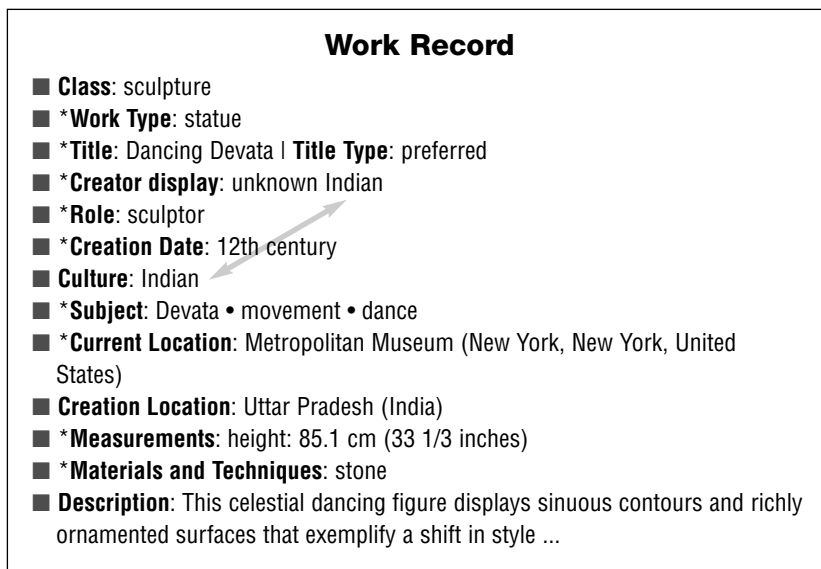 Work Record
■ Class: sculpture
■ *Work Type: statue
■ *Title: Dancing Devata | Title Type: preferred
■ *Creator display: unknown Indian
■ *Role: sculptor
■ *Creation Date: 12th century
■ Culture: Indian
■ *Subject: Devata • movement • dance
■ *Current Location: Metropolitan Museum (New York, New York, United
States)
■ Creation Location: Uttar Pradesh (India)
■ *Measurements: height: 85.1 cm (33 1/3 inches)
■ *Materials and Techniques: stone
■ Description: This celestial dancing figure displays sinuous contours and richly
ornamented surfaces that exemplify a shift in style ...